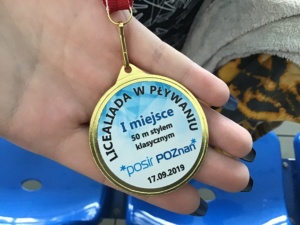 LICEALIADA W PŁYWANIU
I miejsce
50 m stylem
klasycznym
*posir POZnań*
17.09.2019